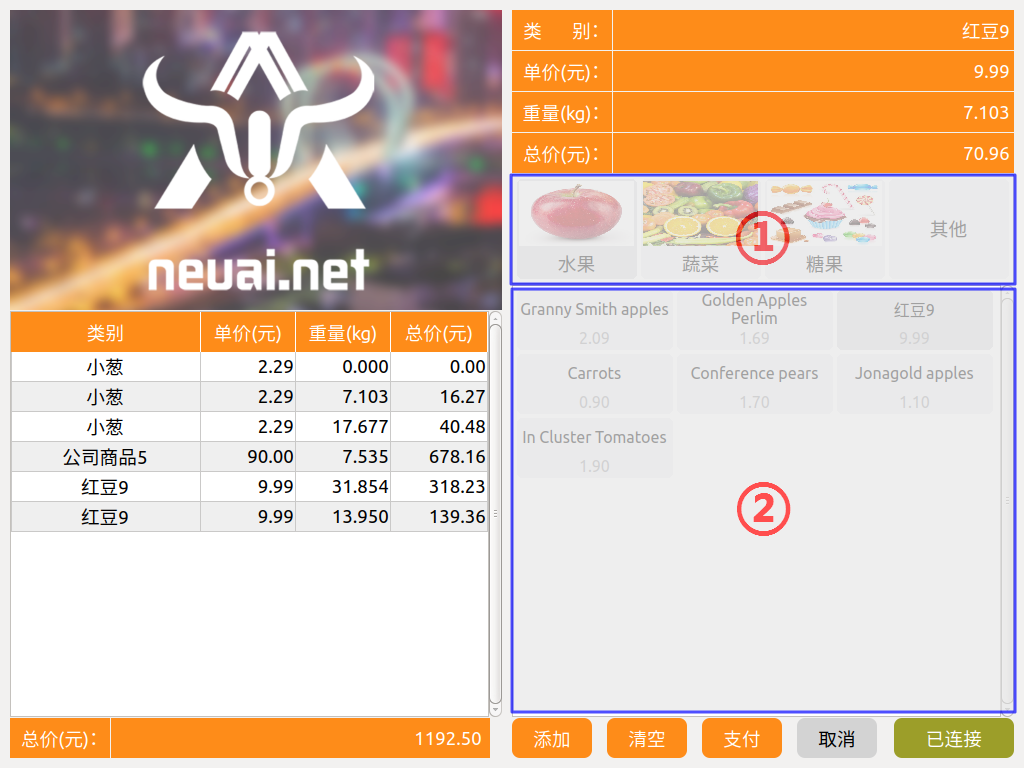 neuai.net
类别 单价(元) 重量(kg) 总价(元)
小葱 2.29 0.000 0.00
小葱 2.29 7.103 16.27
小葱 2.29 17.677 40.48
公司商品5 90.00 7.535 678.16
红豆9 9.99 31.854 318.23
红豆9 9.99 13.950 139.36
总价(元): 1192.50
类 别: 红豆9
单价(元): 9.99
重量(kg): 7.103
总价(元): 70.96
水果 蔬菜 糖果 其他
①
Granny Smith apples
2.09
Golden Apples
Perlim
1.69
红豆9
9.99
Carrots
0.90
Conference pears
1.70
Jonagold apples
1.10
In Cluster Tomatoes
1.90
②
添加 清空 支付 取消 已连接